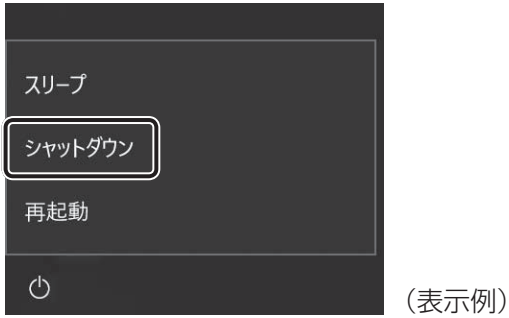 スリープ
シャットダウン
再起動
（表示例）